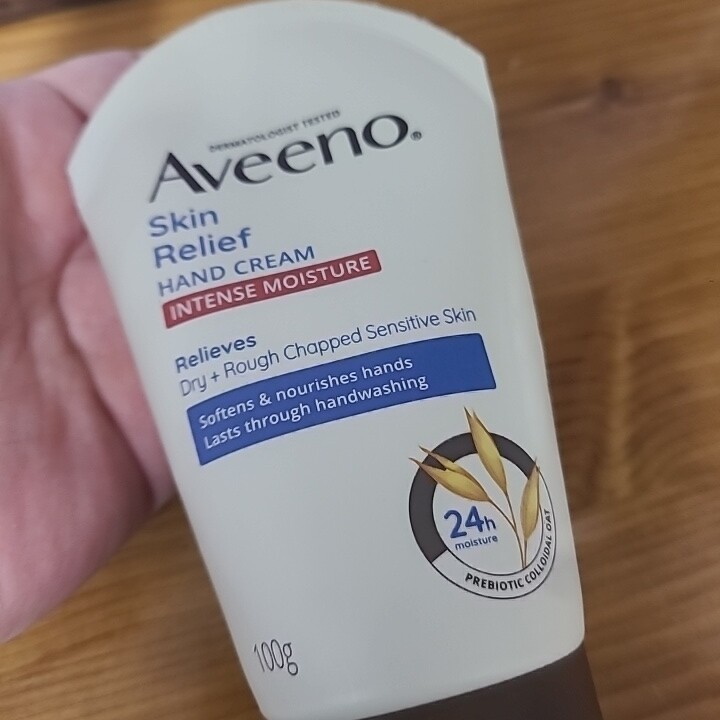 DERMATOLOGIST TESTED
Aveeno®
Skin
Relief
HAND CREAM
INTENSE MOISTURE
Relieves
Dry + Rough Chapped Sensitive Skin
Softens & nourishes hands
Lasts through handwashing
24h
moisture
PREBIOTIC COLLOIDAL OAT
100g